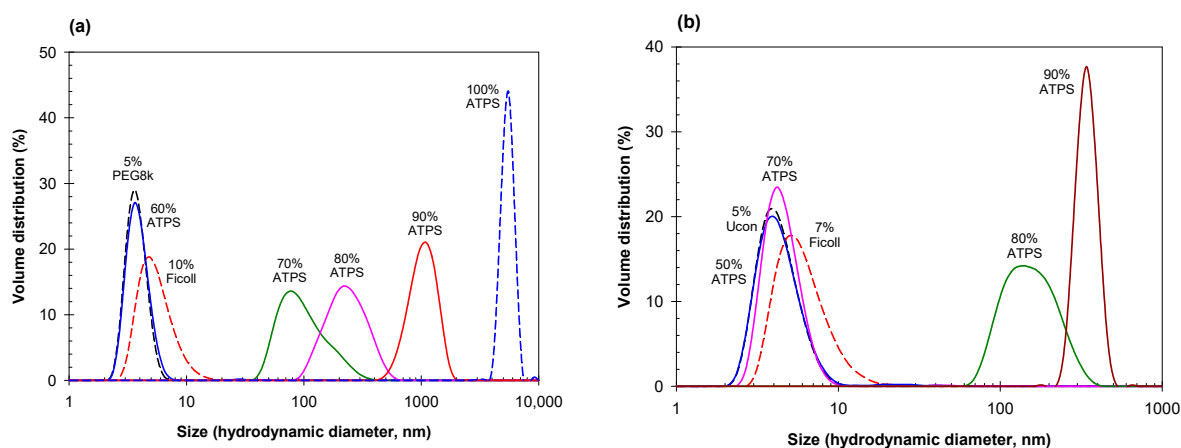 (a)
50
40
30
20
10
0
Volume distribution (%)
5%
PEG8k
60%
ATPS
10%
Ficoll
70%
ATPS
80%
ATPS
90%
ATPS
100%
ATPS
1
10
100
1000
10,000
Size (hydrodynamic diameter, nm)
(b)
40
30
20
10
0
Volume distribution (%)
90%
ATPS
70%
ATPS
5%
Ucon
7%
Ficoll
50%
ATPS
80%
ATPS
1
10
100
1000
Size (hydrodynamic diameter, nm)